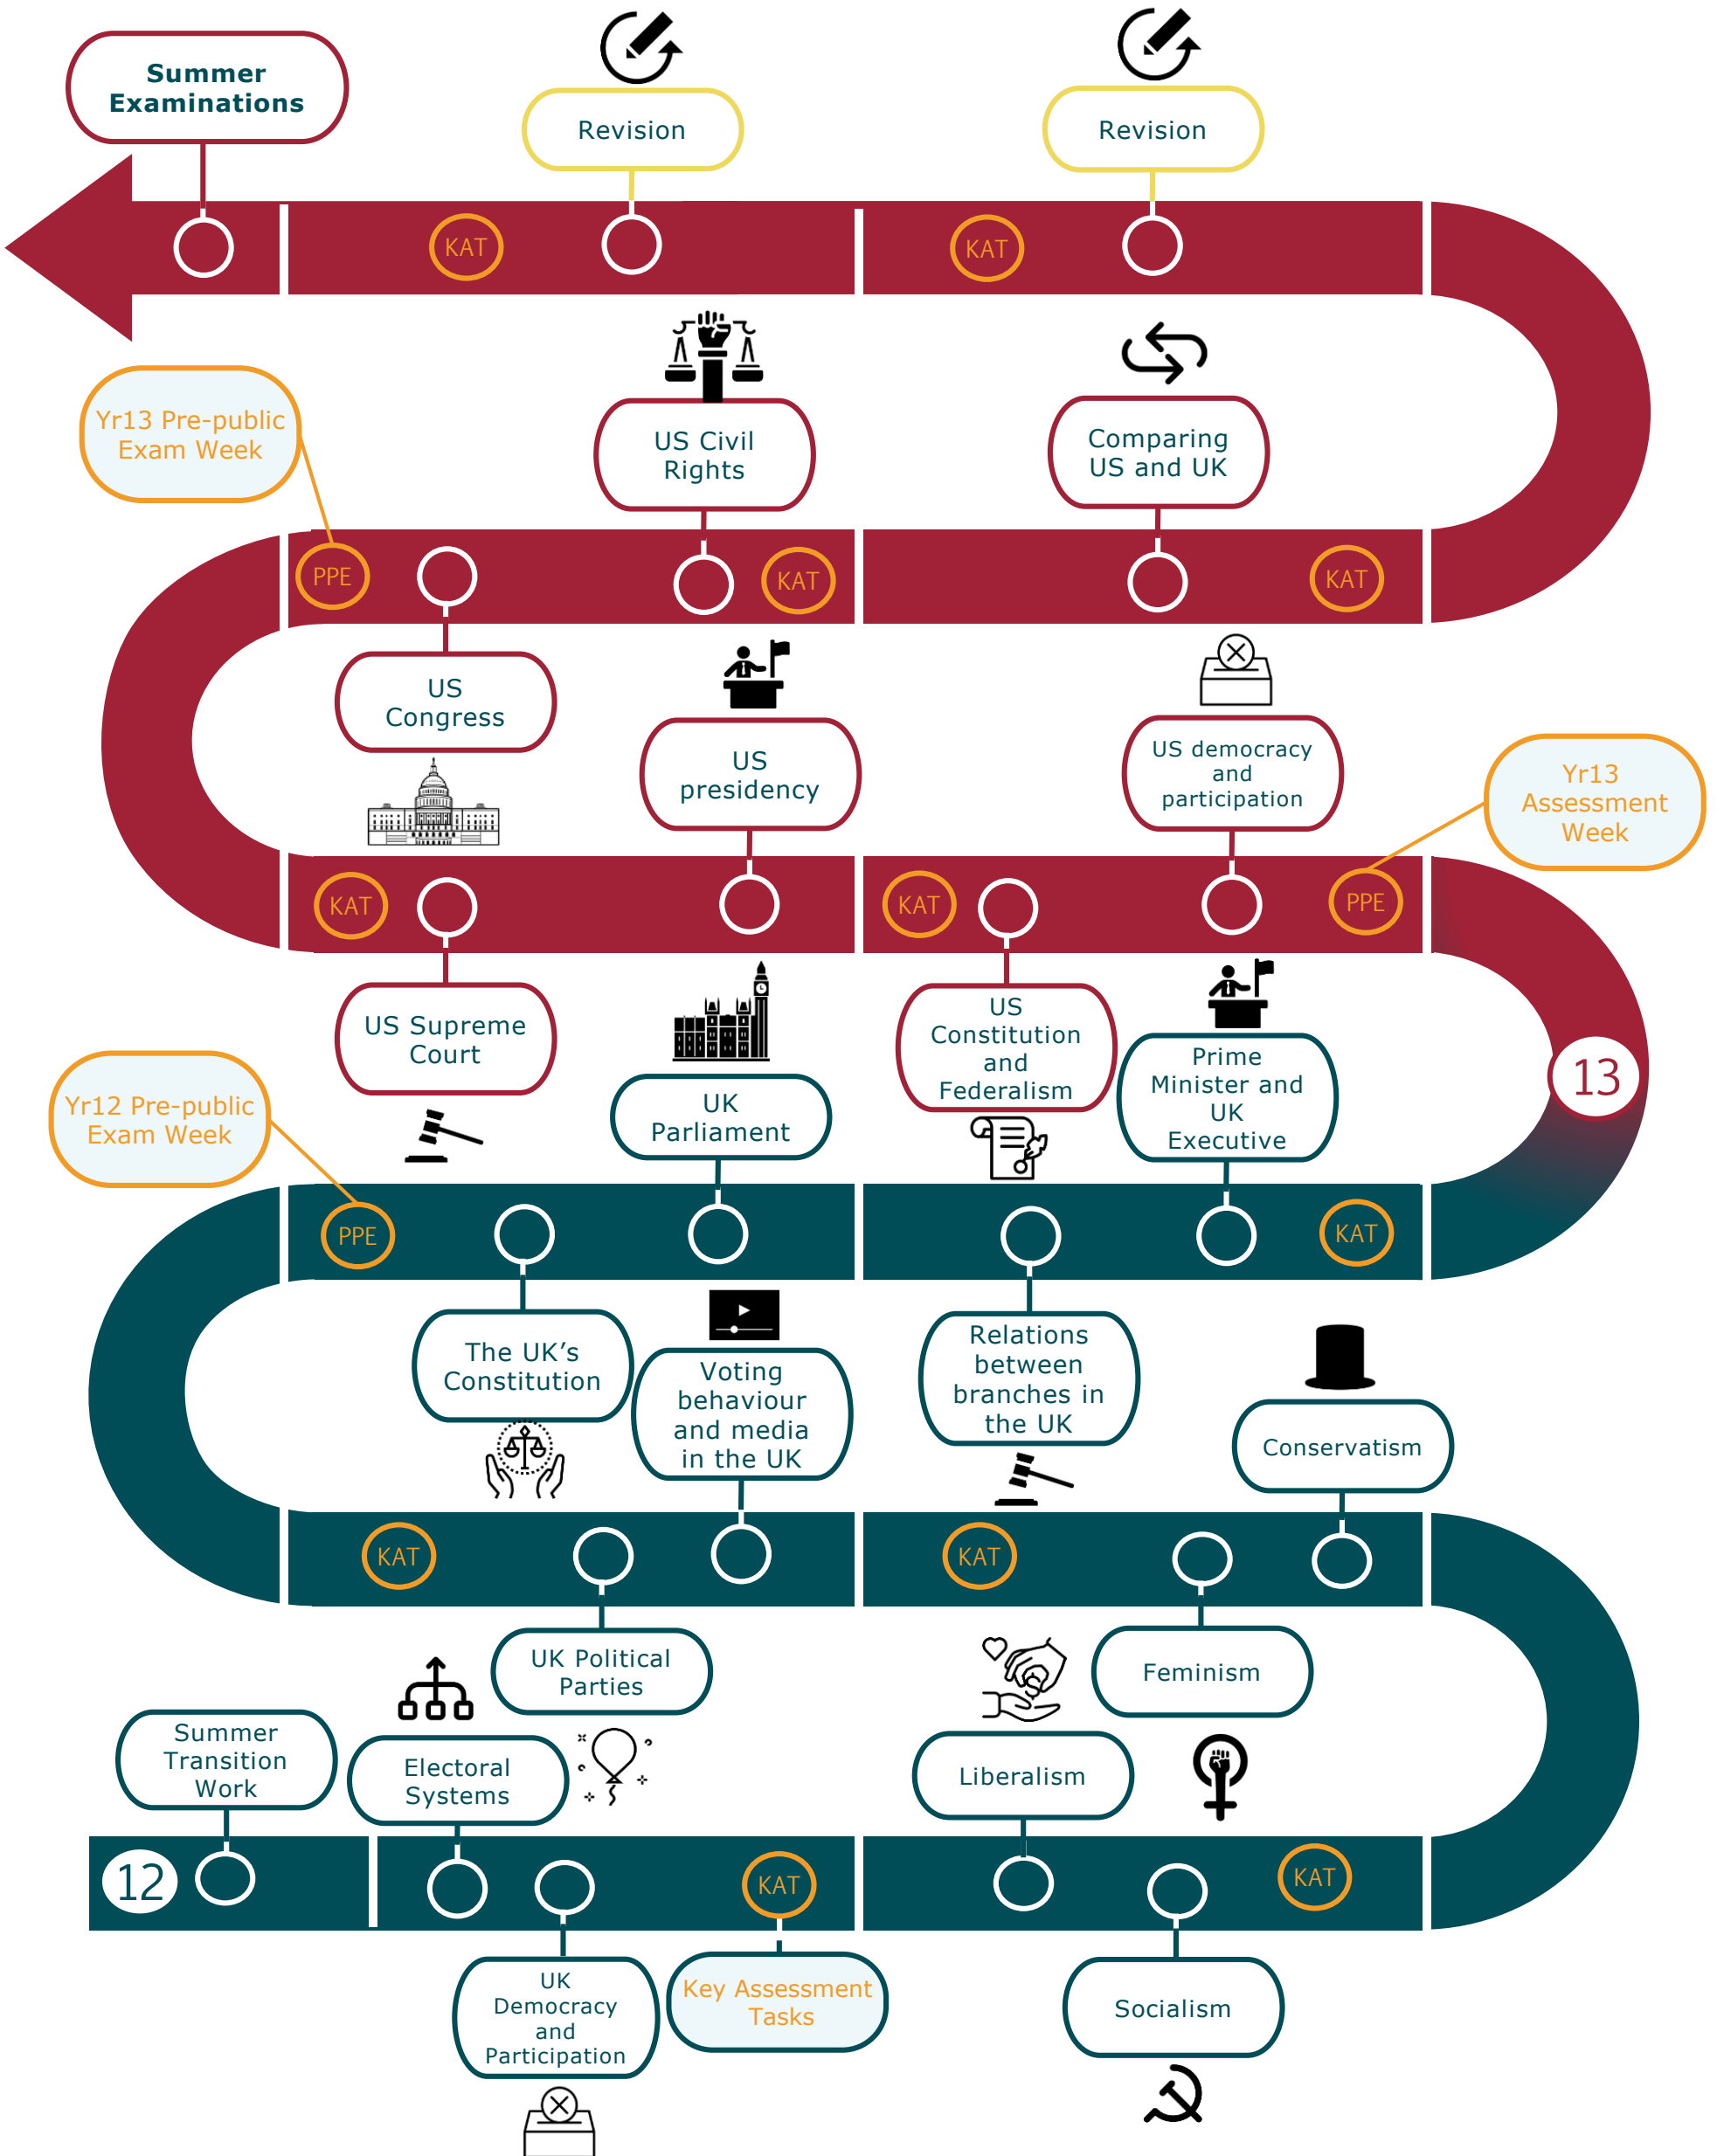 Summer
Examinations
Revision
Revision
KAT
KAT
Yr13 Pre-public
Exam Week
US Civil
Rights
Comparing
US and UK
PPE
KAT
KAT
US
Congress
US
presidency
US democracy
and
participation
Yr13
Assessment
Week
KAT
KAT
PPE
US Supreme
Court
US
Constitution
and
Federalism
Prime
Minister and
UK
Executive
13
Yr12 Pre-public
Exam Week
UK
Parliament
PPE
KAT
The UK’s
Constitution
Voting
behaviour
and media
in the UK
Relations
between
branches in
the UK
Conservatism
KAT
KAT
UK Political
Parties
Feminism
Summer
Transition
Work
Electoral
Systems
Liberalism
12
KAT
KAT
UK
Democracy
and
Participation
Key Assessment
Tasks
Socialism